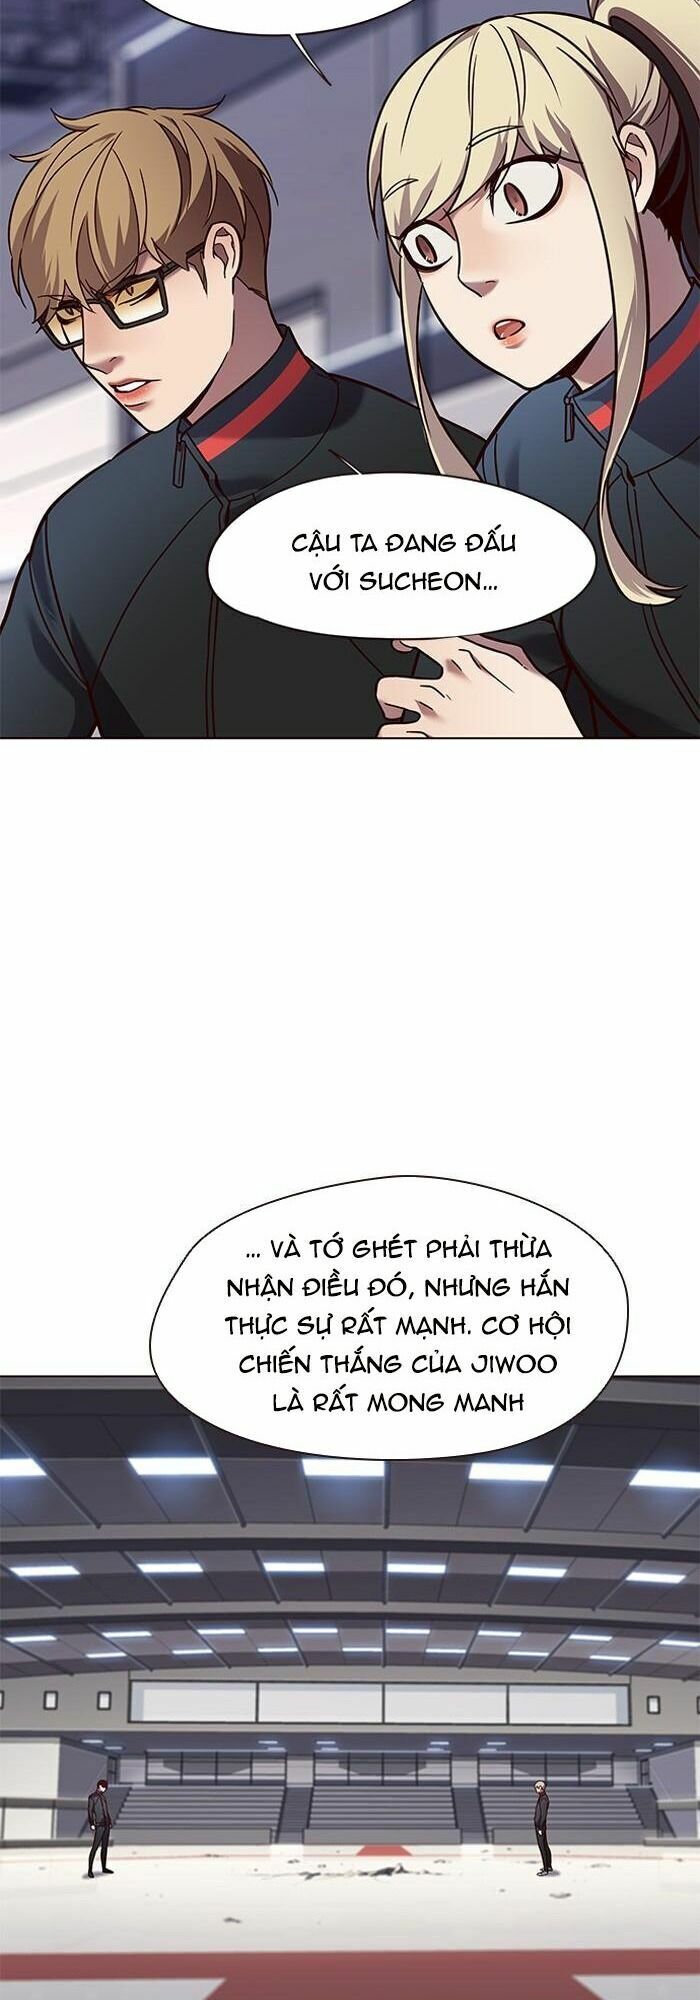 CẬU TA ĐANG ĐẤU
VỚI SUCHEON...
... VÀ TỚ GHÉT PHẢI THỪA
NHẬN ĐIỀU ĐÓ, NHƯNG HẮN
THỰC SỰ RẤT MẠNH. CƠ HỘI
CHIẾN THẮNG CỦA JIWOO
LÀ RẤT MONG MANH